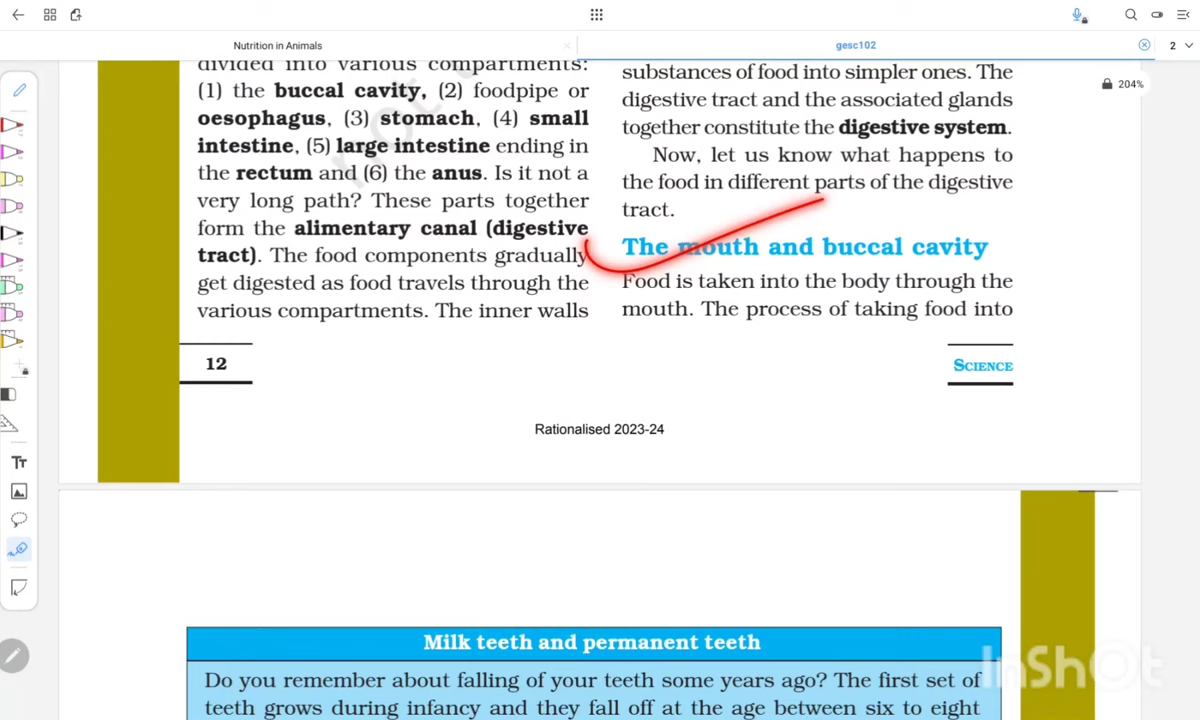 Nutrition in Animals
gesc102
2
204%
divided into various compartments:
(1) the buccal cavity, (2) foodpipe or
oesophagus, (3) stomach, (4) small
intestine, (5) large intestine ending in
the rectum and (6) the anus. Is it not a
very long path? These parts together
form the alimentary canal (digestive
tract). The food components gradually
get digested as food travels through the
various compartments. The inner walls
substances of food into simpler ones. The
digestive tract and the associated glands
together constitute the digestive system.
Now, let us know what happens to
the food in different parts of the digestive
tract.
The mouth and buccal cavity
Food is taken into the body through the
mouth. The process of taking food into
12
SCIENCE
Rationalised 2023-24
Milk teeth and permanent teeth
Do you remember about falling of your teeth some years ago? The first set of
teeth grows during infancy and they fall off at the age between six to eight
Tт
InShOt